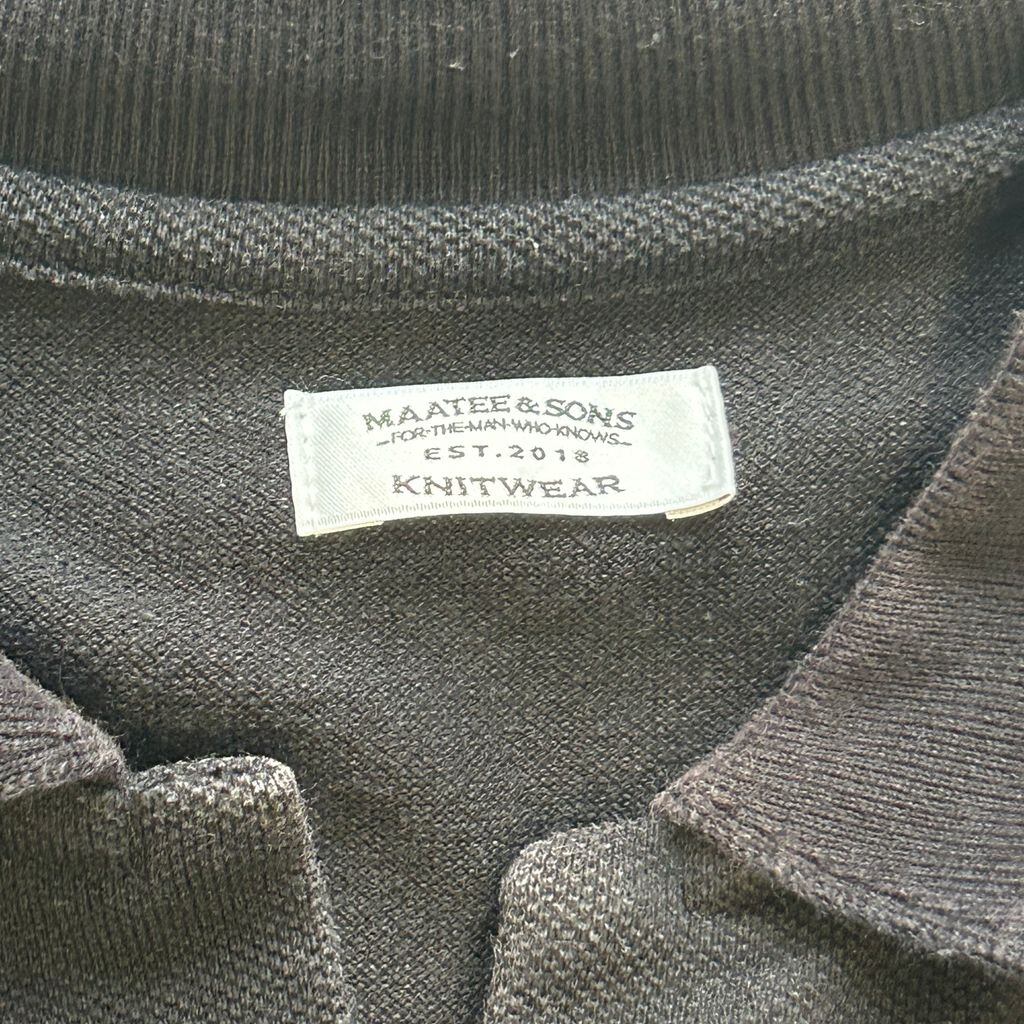 MAATEE & SONS
-FOR-THE-MAN-WHO-KNOWS-
EST.2018
KNITWEAR